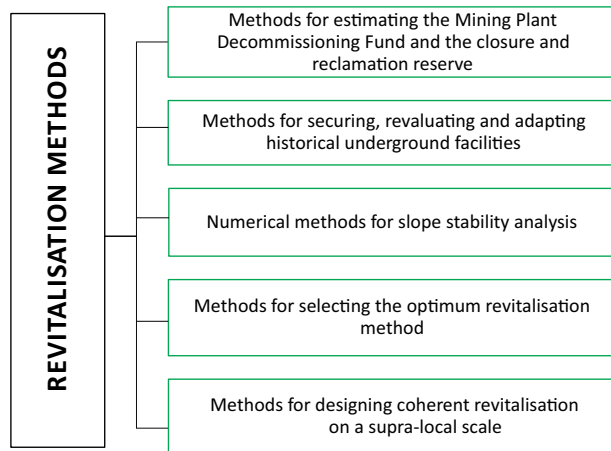 REVITALISATION METHODS
Methods for estimating the Mining Plant
Decommissioning Fund and the closure and
reclamation reserve
Methods for securing, revaluating and adapting
historical underground facilities
Numerical methods for slope stability analysis
Methods for selecting the optimum revitalisation
method
Methods for designing coherent revitalisation
on a supra-local scale